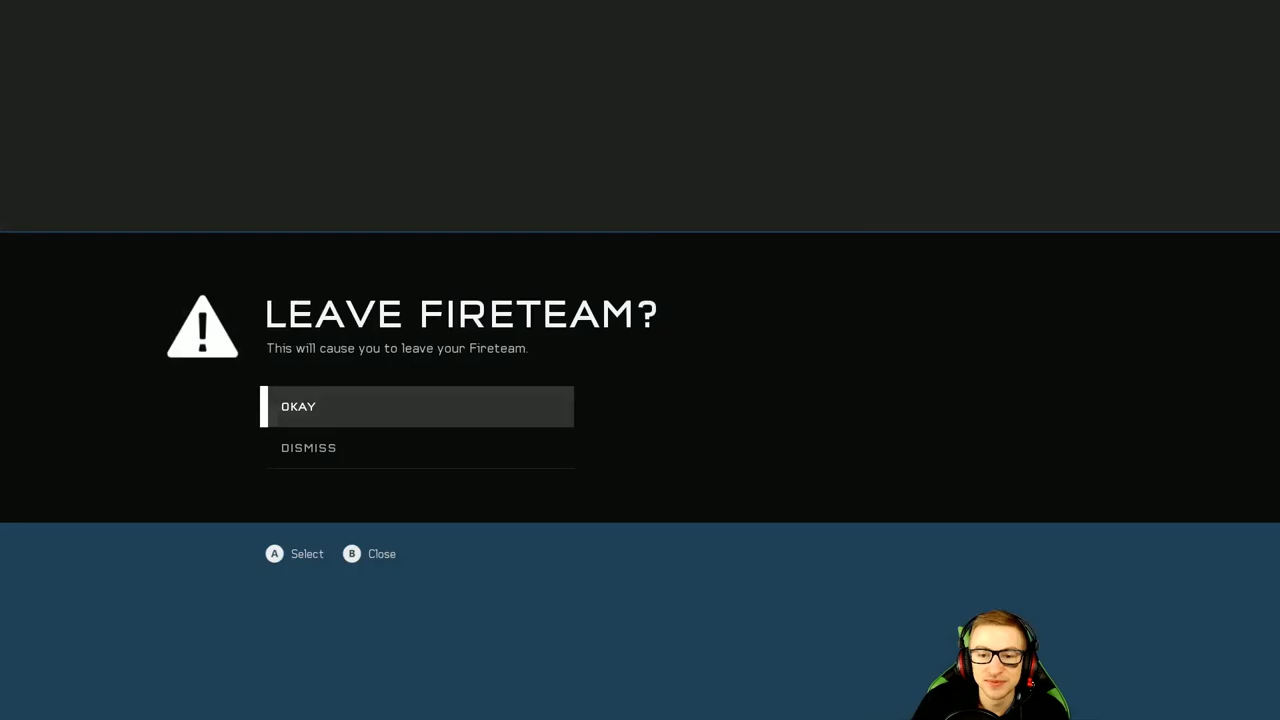 LEAVE FIRETEAM?
This will cause you to leave your Fireteam.
OKAY
DISMISS
A Select B Close